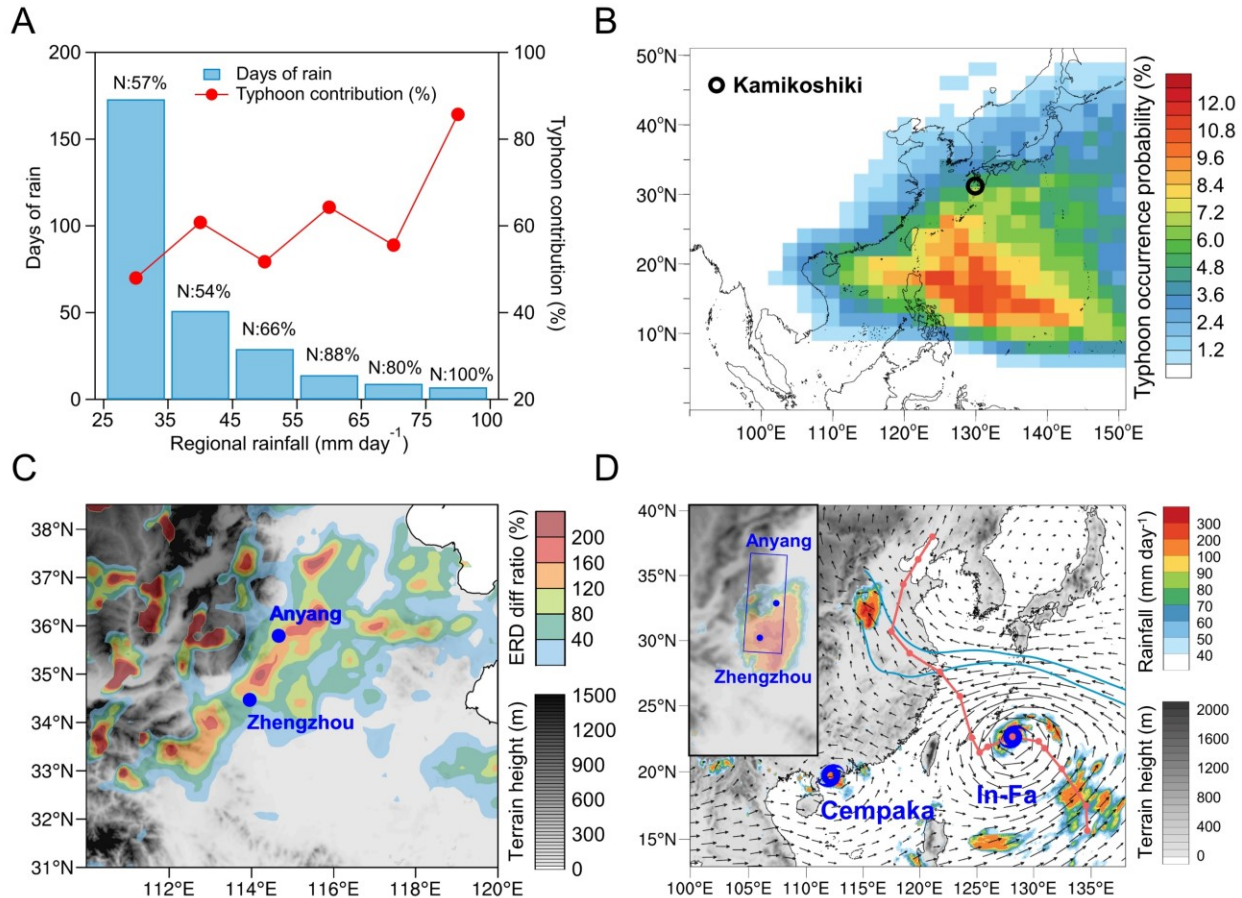 A
200
150
100
50
0
Days of rain
100
80
60
40
20
Typhoon contribution (%)
Days of rain
Typhoon contribution (%)
N:57%
N:54%
N:66%
N:88%
N:80%
N:100%
25 35 45 55 65 75 100
Regional rainfall (mm day⁻¹)
B
50°N
40°N
30°N
20°N
10°N
Kamikoshiki
100°E 110°E 120°E 130°E 140°E 150°E
Typhoon occurrence probability (%)
12.0
10.8
9.6
8.4
7.2
6.0
4.8
3.6
2.4
1.2
C
38°N
37°N
36°N
35°N
34°N
33°N
32°N
31°N
Anyang
Zhengzhou
112°E 114°E 116°E 118°E 120°E
ERD diff ratio (%)
200
160
120
80
40
Terrain height (m)
1500
1200
900
600
300
0
D
40°N
35°N
30°N
25°N
20°N
15°N
Anyang
Zhengzhou
Cempaka
In-Fa
100°E 105°E 110°E 115°E 120°E 125°E 130°E 135°E
Rainfall (mm day⁻¹)
300
200
100
90
80
70
60
50
40
Terrain height (m)
2000
1600
1200
800
400
0